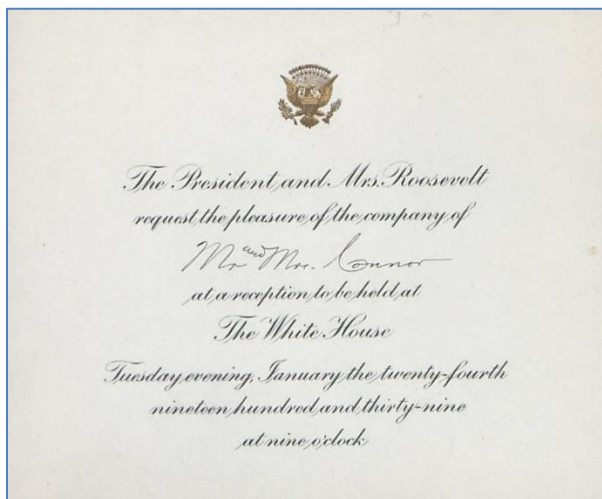 The President and Mrs. Roosevelt
request the pleasure of the company of
Mr. and Mrs. Connor
at a reception to be held at
The White House
Tuesday evening, January the twenty-fourth
nineteen hundred and thirty-nine
at nine o'clock